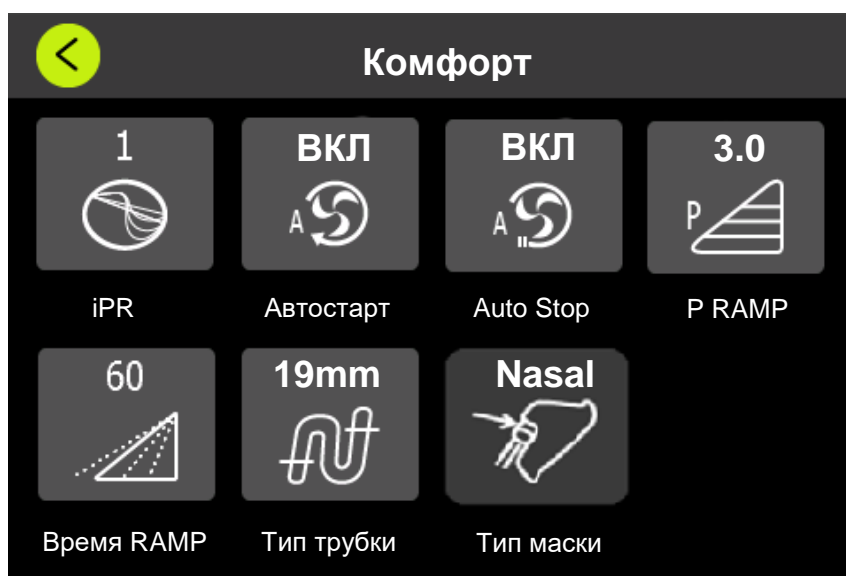 Комфорт
1 ВКЛ ВКЛ 3.0
A A P
iPR Автостарт Auto Stop P RAMP
60 19mm Nasal
Время RAMP Тип трубки Тип маски